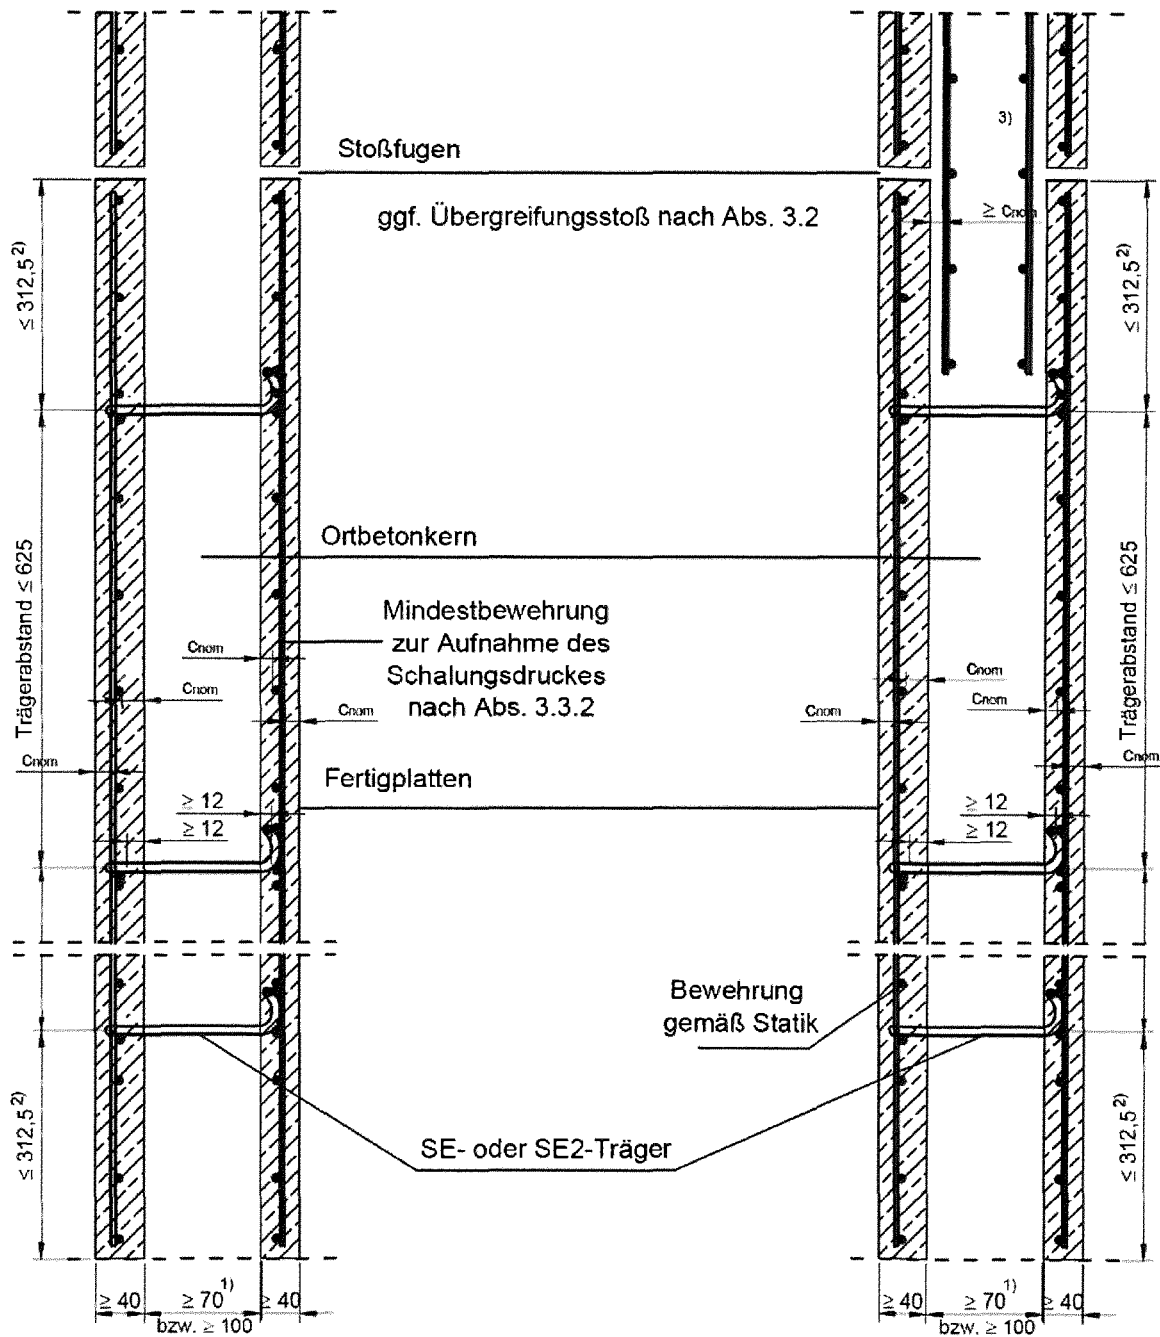 3)
Stoßfugen
ggf. Übergreifungsstoß nach Abs. 3.2
≥ Cnom
≤ 312,5²⁾
≤ 312,5²⁾
Ortbetonkern
Trägerabstand ≤ 625
Mindestbewehrung
zur Aufnahme des
Schalungsdruckes
nach Abs. 3.3.2
Trägerabstand ≤ 625
Cnom
Cnom
Cnom
Cnom
Cnom
Cnom
Cnom
Cnom
Fertigplatten
≥ 12
≥ 12
≥ 12
≥ 12
Bewehrung
gemäß Statik
≤ 312,5²⁾
SE- oder SE2-Träger
≤ 312,5²⁾
≥ 40
≥ 70¹⁾
≥ 40
bzw. ≥ 100
≥ 40
≥ 70¹⁾
≥ 40
bzw. ≥ 100